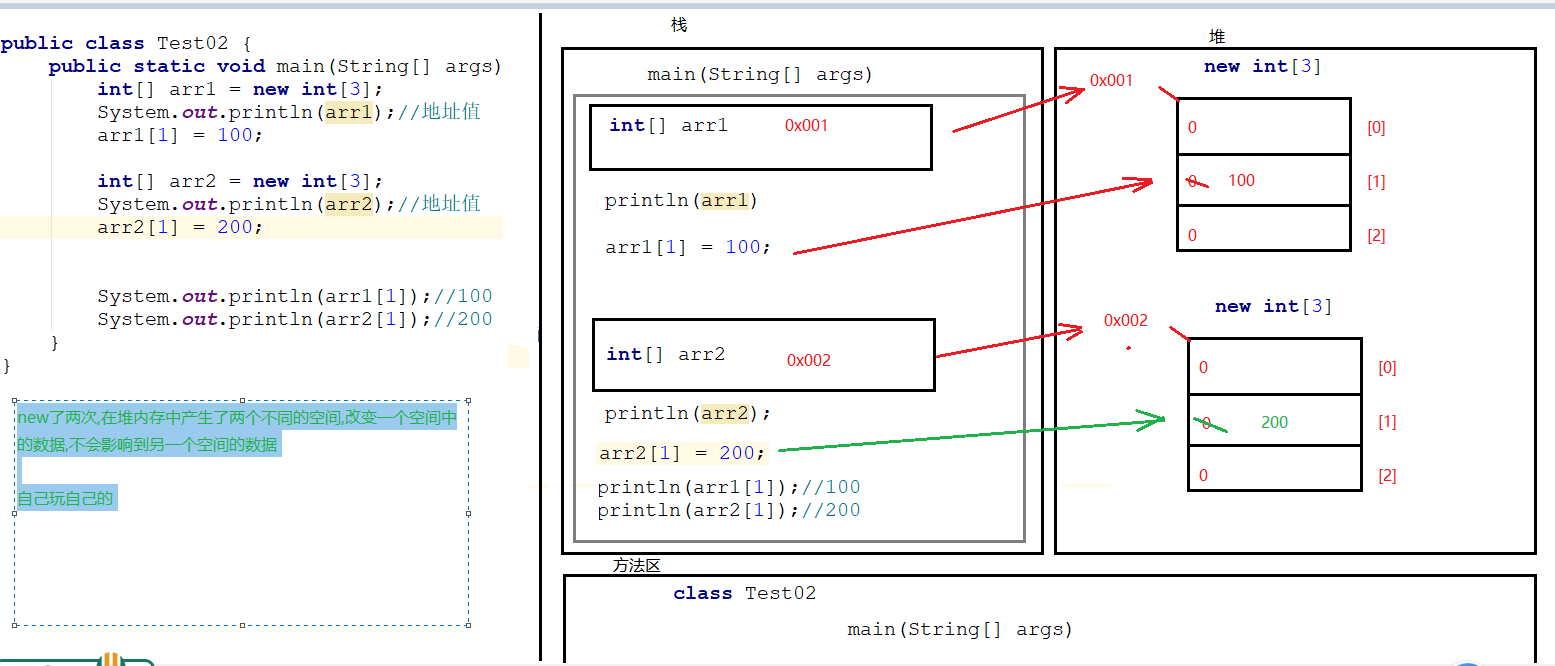 public class Test02 {
public static void main(String[] args)
int[] arr1 = new int[3];
System.out.println(arr1);//地址值
arr1[1] = 100;
int[] arr2 = new int[3];
System.out.println(arr2);//地址值
arr2[1] = 200;
System.out.println(arr1[1]);//100
System.out.println(arr2[1]);//200
}
}
new了两次,在堆内存中产生了两个不同的空间,改变一个空间中
的数据,不会影响到另一个空间的数据
自己玩自己的
栈
main(String[] args)
int[] arr1 0x001
println(arr1)
arr1[1] = 100;
int[] arr2 0x002
println(arr2);
arr2[1] = 200;
println(arr1[1]);//100
println(arr2[1]);//200
堆
new int[3]
0x001
0 [0]
0 100 [1]
0 [2]
new int[3]
0x002
0 [0]
0 200 [1]
0 [2]
方法区
class Test02
main(String[] args)